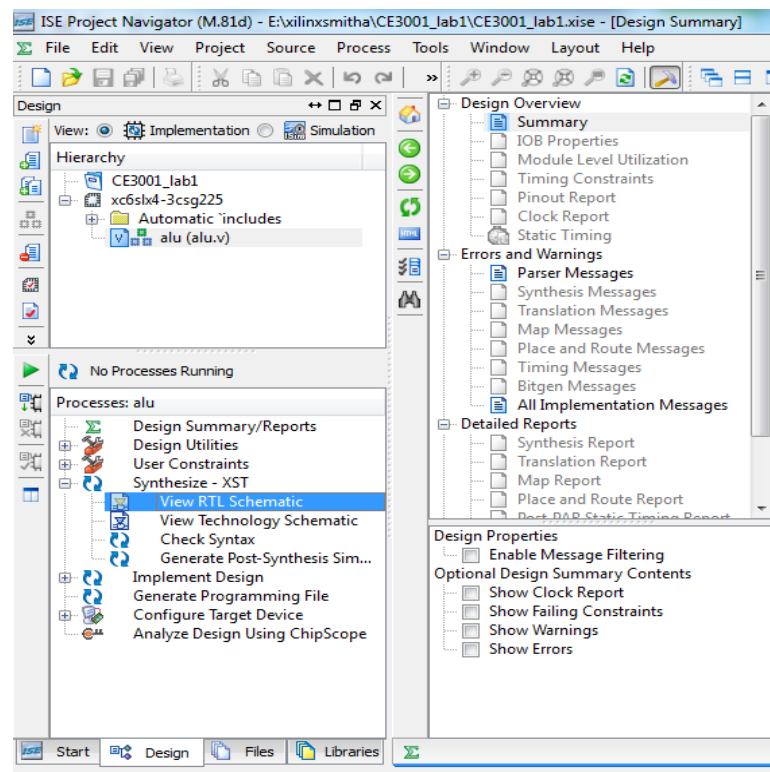 ISE Project Navigator (M.81d) - E:\xilinxsmitha\CE3001_lab1\CE3001_lab1.xise - [Design Summary]
File Edit View Project Source Process Tools Window Layout Help
Design
View: Implementation Simulation
Hierarchy
CE3001_lab1
xc6slx4-3csg225
Automatic `includes
alu (alu.v)
No Processes Running
Processes: alu
Design Summary/Reports
Design Utilities
User Constraints
Synthesize - XST
View RTL Schematic
View Technology Schematic
Check Syntax
Generate Post-Synthesis Sim...
Implement Design
Generate Programming File
Configure Target Device
Analyze Design Using ChipScope
Start Design Files Libraries
Design Overview
Summary
IOB Properties
Module Level Utilization
Timing Constraints
Pinout Report
Clock Report
Static Timing
Errors and Warnings
Parser Messages
Synthesis Messages
Translation Messages
Map Messages
Place and Route Messages
Timing Messages
Bitgen Messages
All Implementation Messages
Detailed Reports
Synthesis Report
Translation Report
Map Report
Place and Route Report
Post-PAR Static Timing Report
Design Properties
Enable Message Filtering
Optional Design Summary Contents
Show Clock Report
Show Failing Constraints
Show Warnings
Show Errors